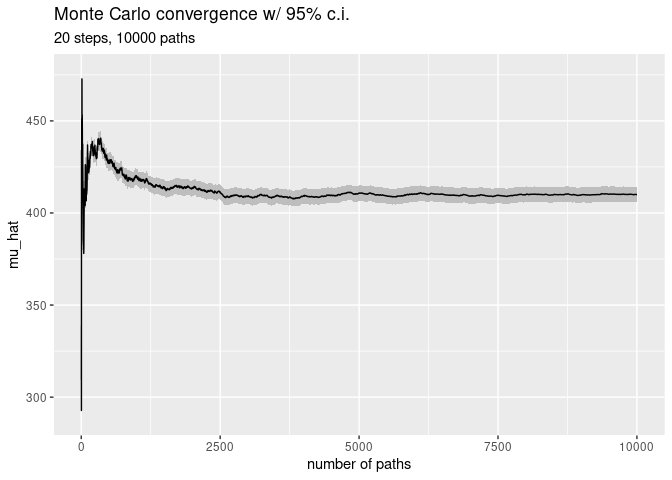 Monte Carlo convergence w/ 95% c.i.
20 steps, 10000 paths
mu_hat
450
400
350
300
0 2500 5000 7500 10000
number of paths